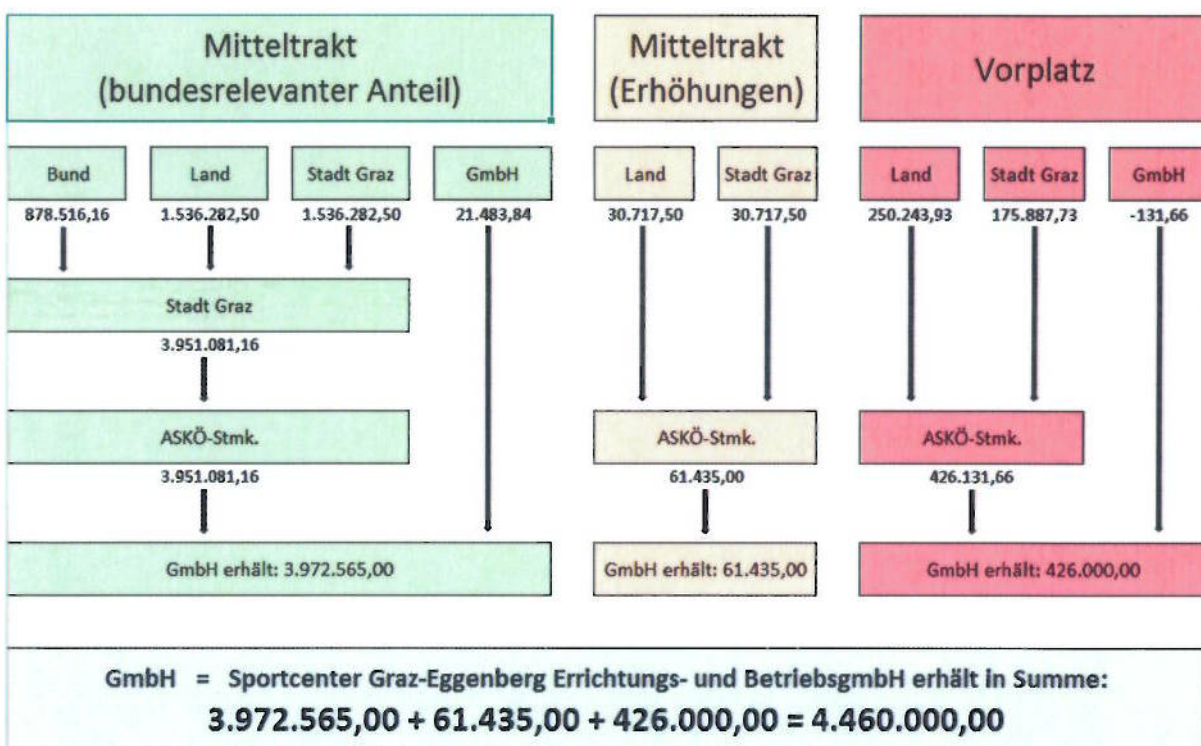 Mitteltrakt
(bundesrelevanter Anteil)
Mitteltrakt
(Erhöhungen)
Vorplatz
Bund
Land
Stadt Graz
GmbH
Land
Stadt Graz
Land
Stadt Graz
GmbH
878.516,16
1.536.282,50
1.536.282,50
21.483,84
30.717,50
30.717,50
250.243,93
175.887,73
-131,66
Stadt Graz
3.951.081,16
ASKÖ-Stmk.
ASKÖ-Stmk.
ASKÖ-Stmk.
3.951.081,16
61.435,00
426.131,66
GmbH erhält: 3.972.565,00
GmbH erhält: 61.435,00
GmbH erhält: 426.000,00
GmbH = Sportcenter Graz-Eggenberg Errichtungs- und BetriebsgmbH erhält in Summe:
3.972.565,00 + 61.435,00 + 426.000,00 = 4.460.000,00